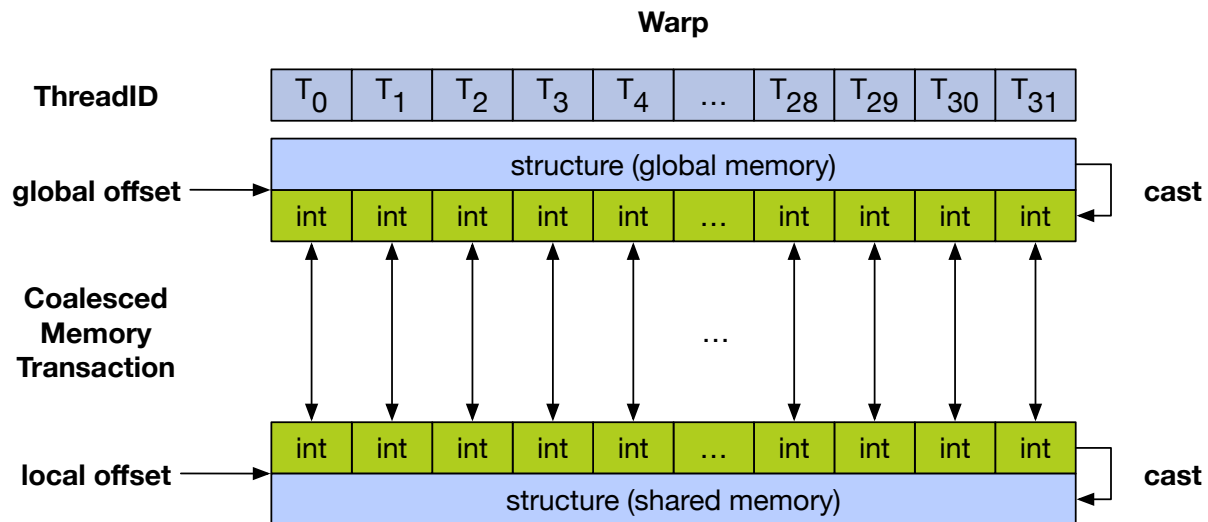 Warp
ThreadID T0 T1 T2 T3 T4 ... T28 T29 T30 T31
structure (global memory)
global offset
cast
int int int int int ... int int int int
Coalesced
Memory
Transaction
...
int int int int int ... int int int int
local offset
cast
structure (shared memory)